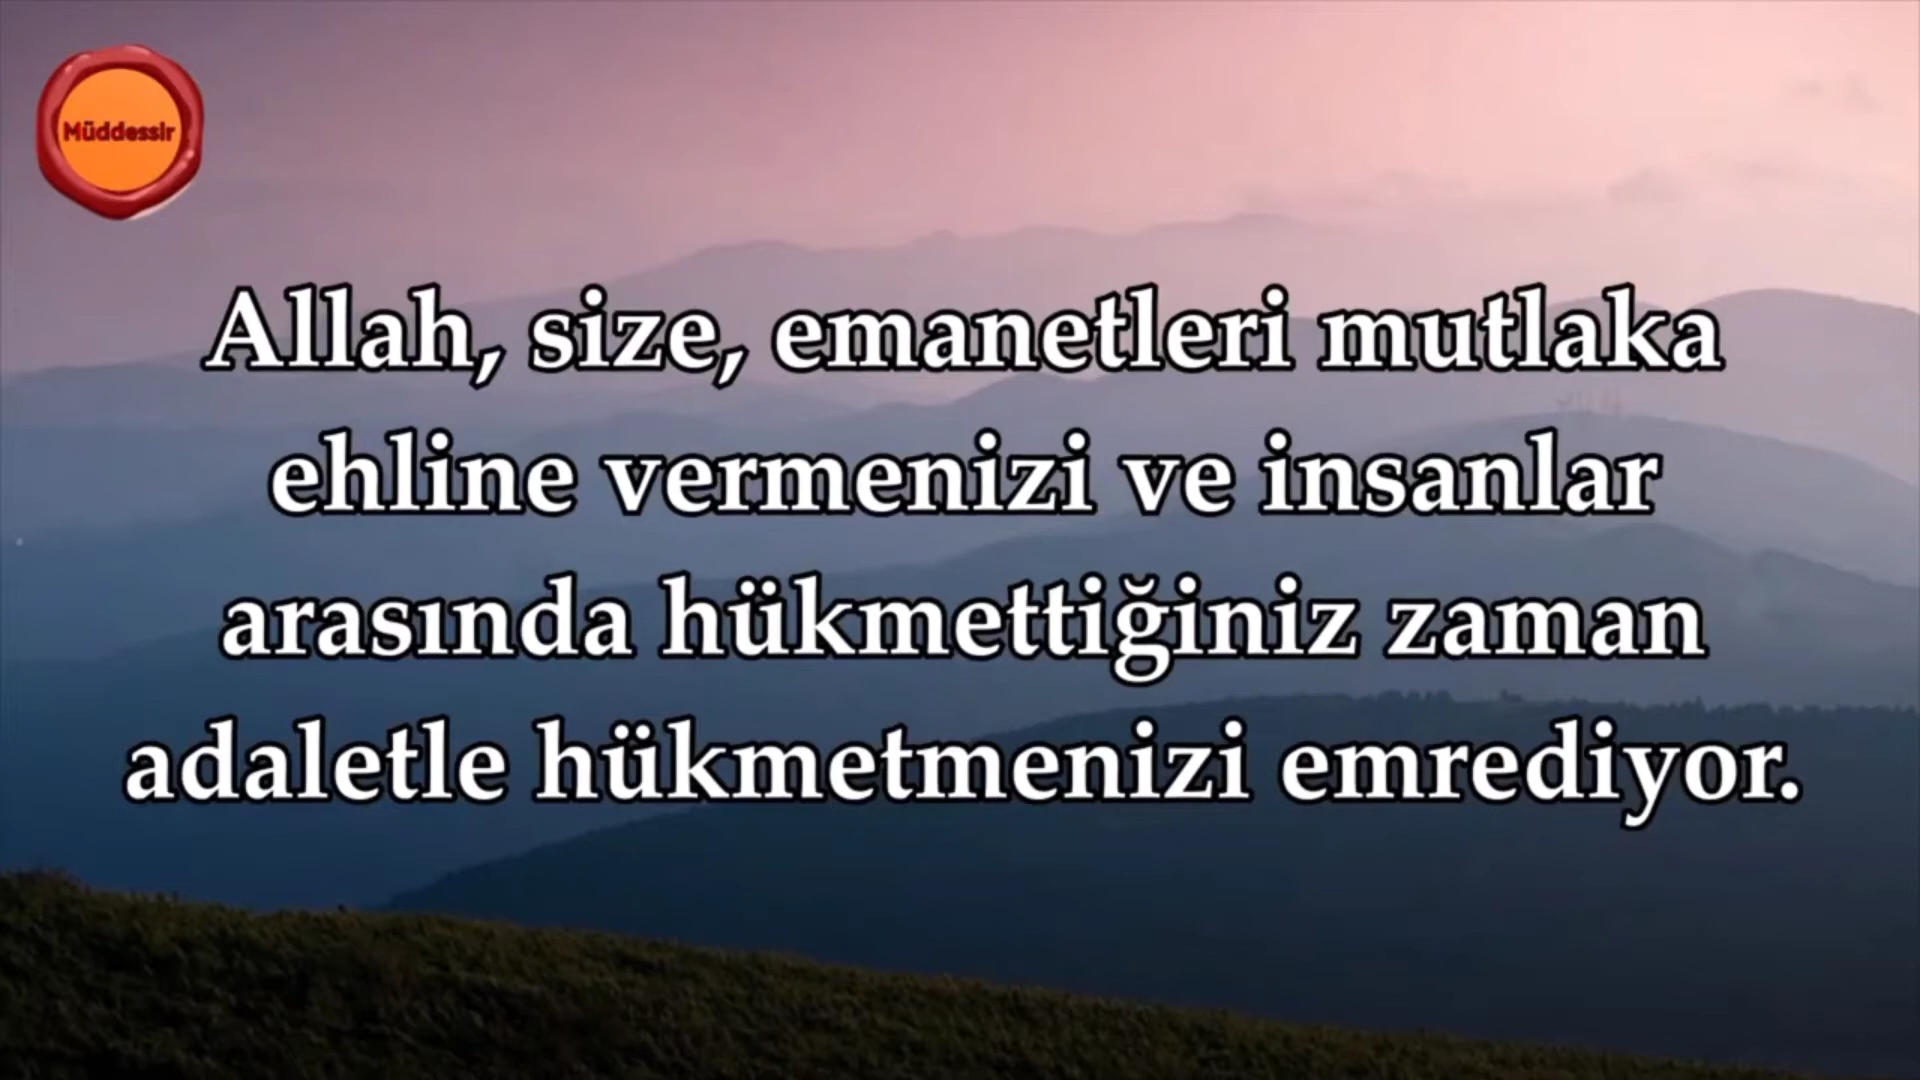 Müddessir
Allah, size, emanetleri mutlaka
ehline vermenizi ve insanlar
arasında hükmettiğiniz zaman
adaletle hükmetmenizi emrediyor.